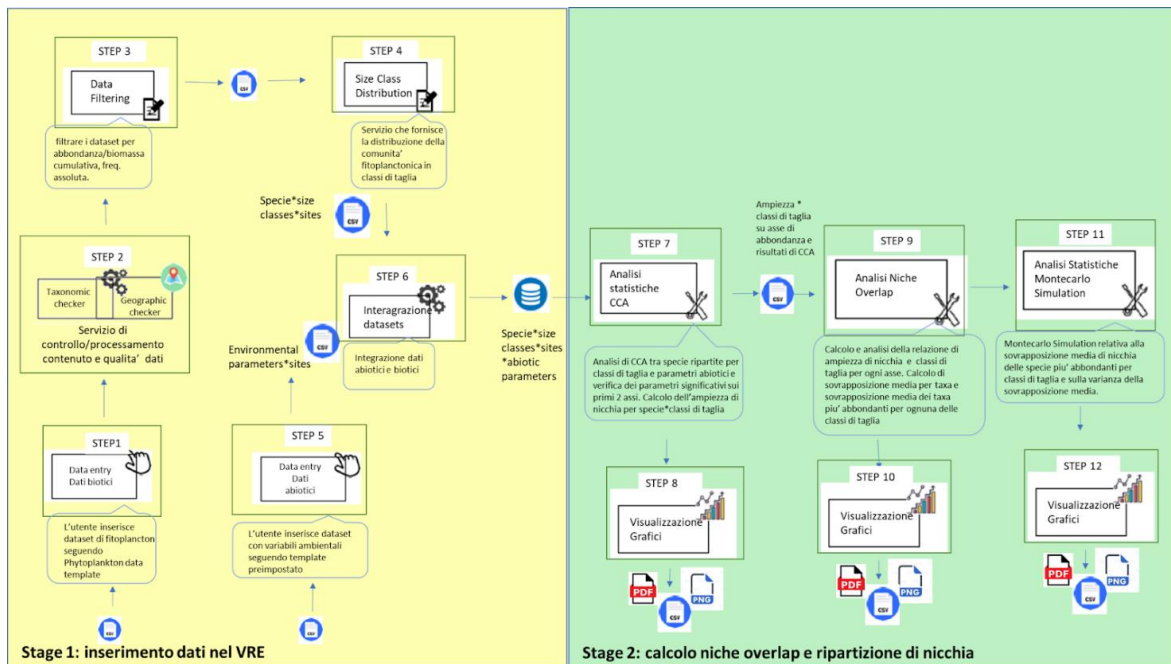 STEP 3
Data
Filtering
filtrare i dataset per
abbondanza/biomassa
cumulativa, freq.
assoluta.
CSV
STEP 4
Size Class
Distribution
Servizio che fornisce
la distribuzione della
comunita'
fitoplanctonica in
classi di taglia
Specie*size
classes*sites
CSV
STEP 2
Taxonomic
checker
Geographic
checker
Servizio di
controllo/processamento
contenuto e qualita' dati
STEP 6
Interagrazione
datasets
Integrazione dati
abiotici e biotici
Environmental
parameters*sites
CSV
Specie*size
classes*sites
*abiotic
parameters
STEP1
Data entry
Dati biotici
L'utente inserisce
dataset di fitoplancton
seguendo
Phytoplankton data
template
CSV
STEP 5
Data entry
Dati
abiotici
L'utente inserisce dataset
con variabili ambientali
seguendo template
preimpostato
CSV
Stage 1: inserimento dati nel VRE
STEP 7
Analisi
statistiche
CCA
Analisi di CCA tra specie ripartite per
classi di taglia e parametri abiotici e
verifica dei parametri significativi sui
primi 2 assi. Calcolo dell'ampiezza di
nicchia per specie*classi di taglia
Ampiezza *
classi di taglia
su asse di
abbondanza e
risultati di CCA
CSV
STEP 9
Analisi Niche
Overlap
Calcolo e analisi della relazione di
ampiezza di nicchia e classi di
taglia per ogni asse. Calcolo di
sovrapposizione media per taxa e
sovrapposizione media dei taxa
piu' abbondanti per ognuna delle
classi di taglia
STEP 11
Analisi Statistiche
Montecarlo
Simulation
Montecarlo Simulation relativa alla
sovrapposizione media di nicchia
delle specie piu' abbondanti per
classi di taglia e sulla varianza della
sovrapposizione media.
STEP 8
Visualizzazione
Grafici
PDF
CSV
PNG
STEP 10
Visualizzazione
Grafici
PDF
CSV
PNG
STEP 12
Visualizzazione
Grafici
PDF
CSV
PNG
Stage 2: calcolo niche overlap e ripartizione di nicchia